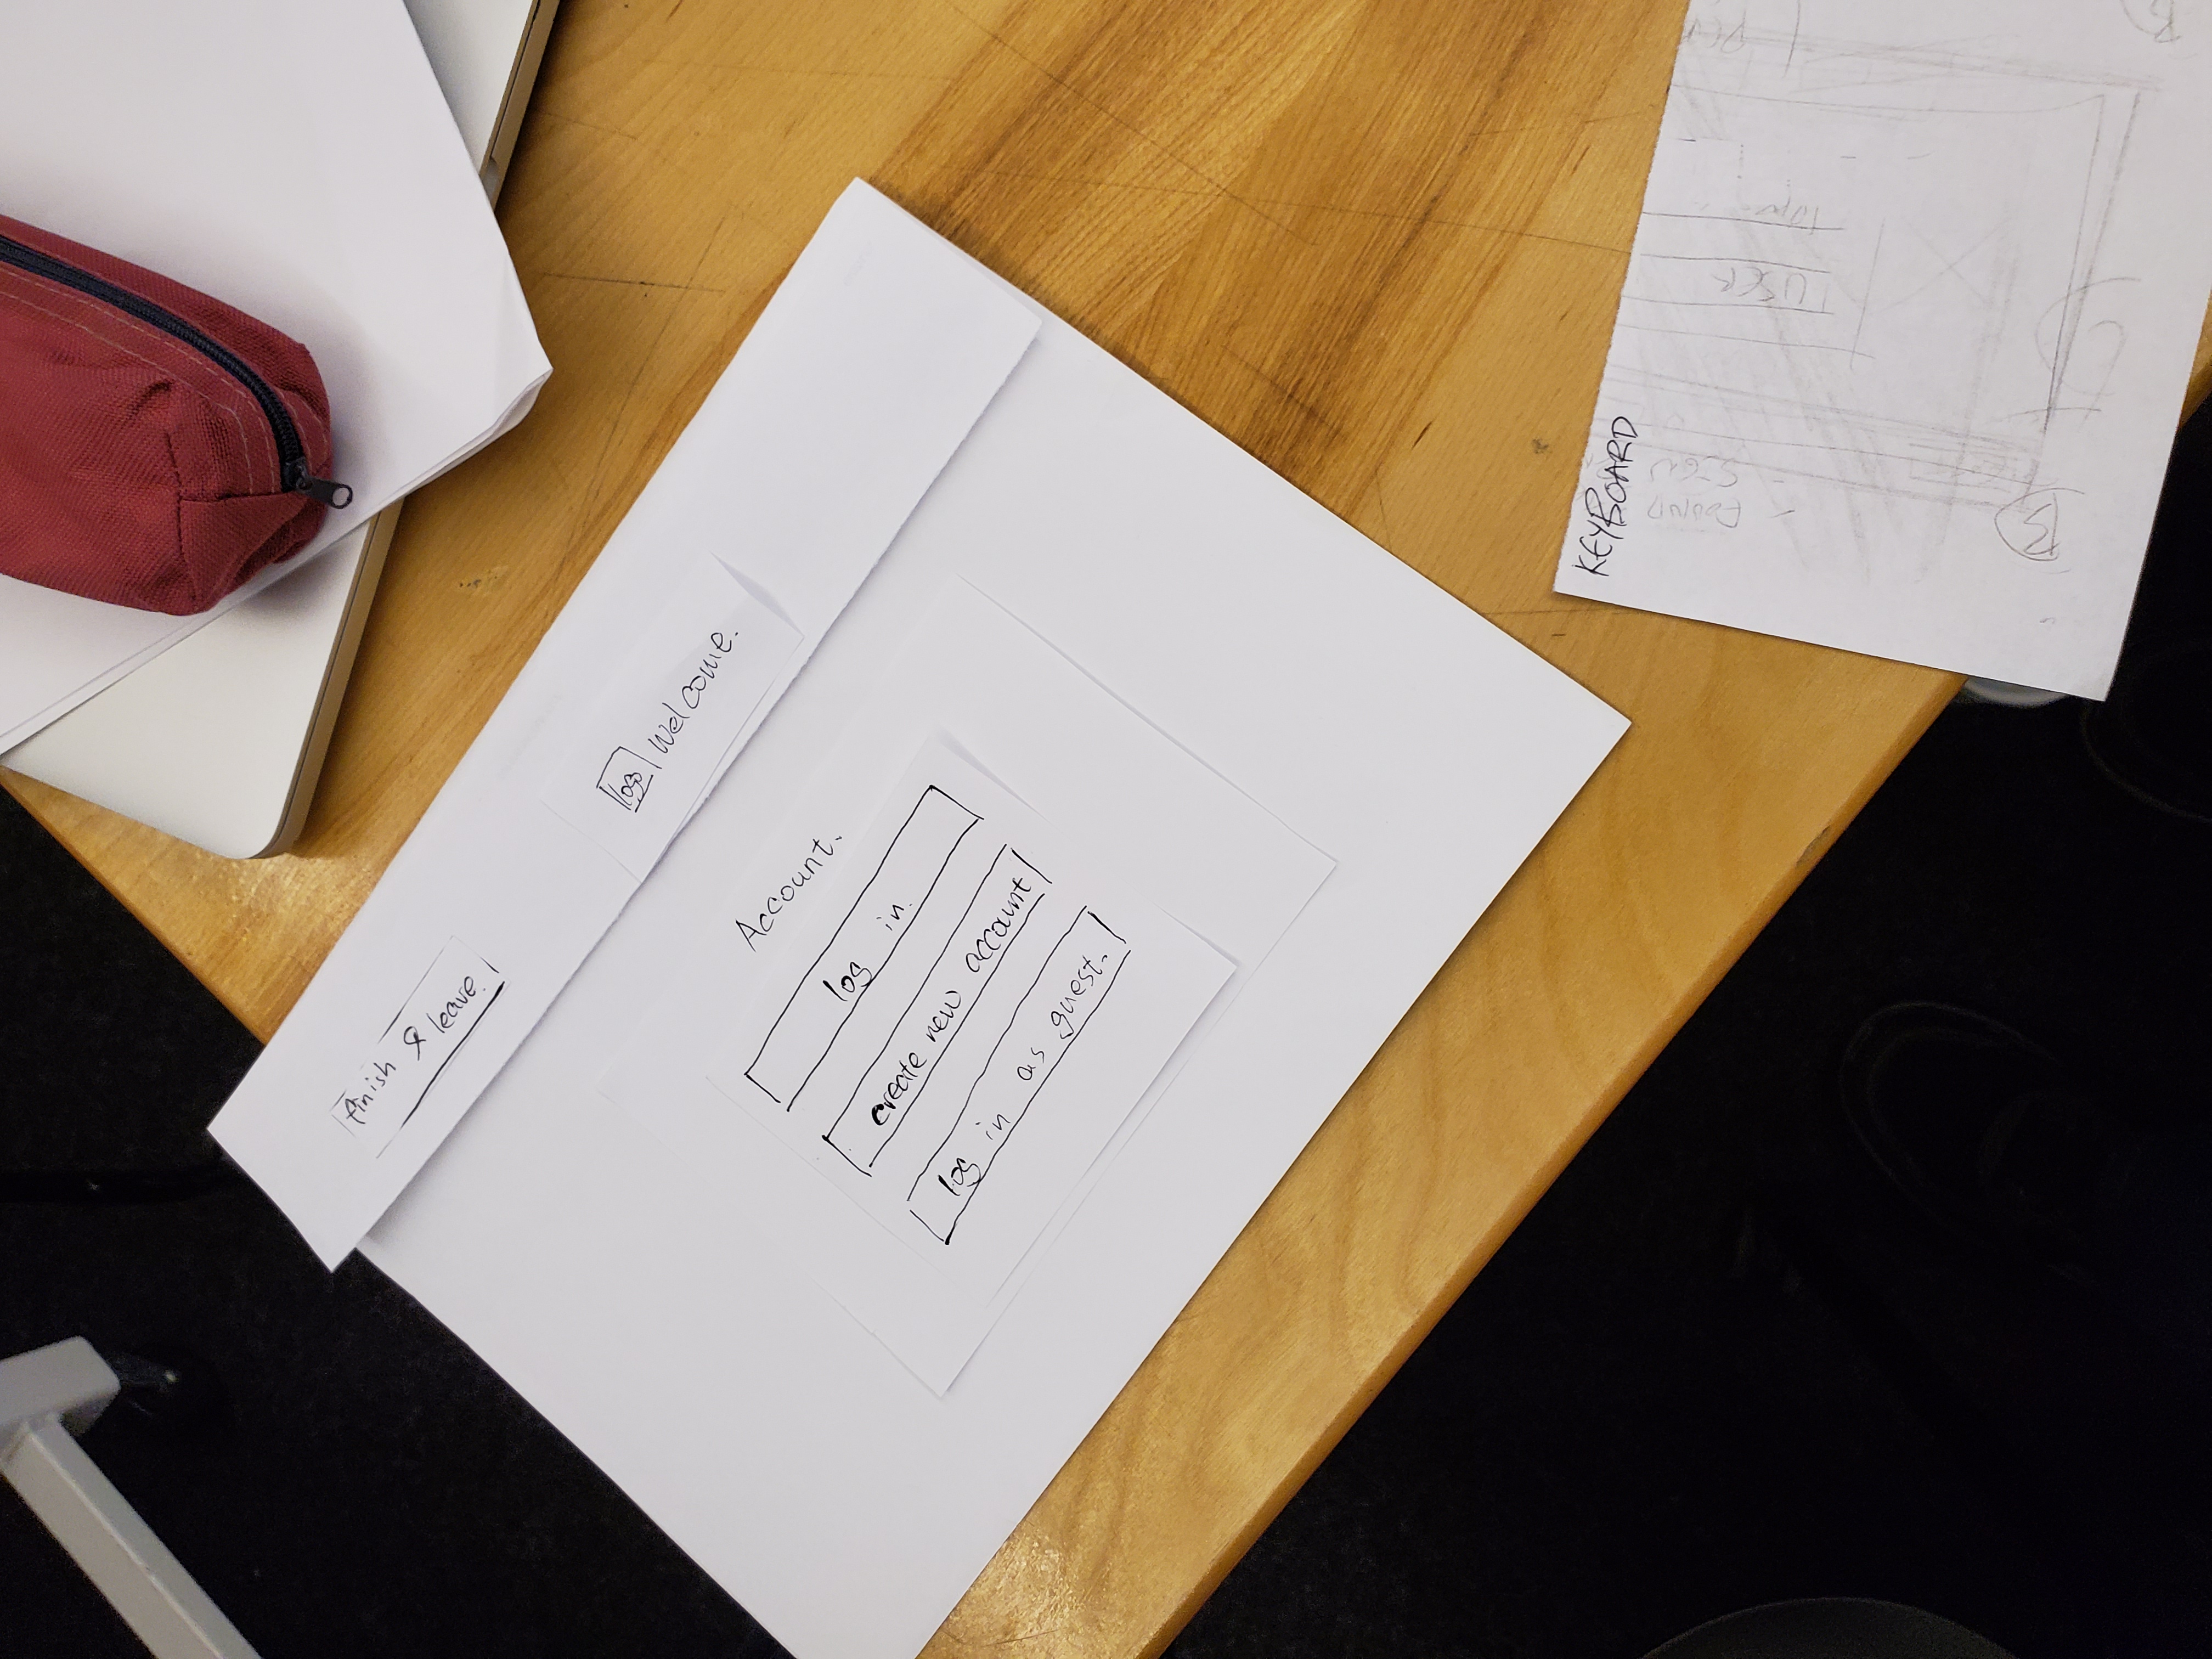 finish & leave.
logo welcome.
Account.
log in.
create new account
log in as guest.
KEYBOARD